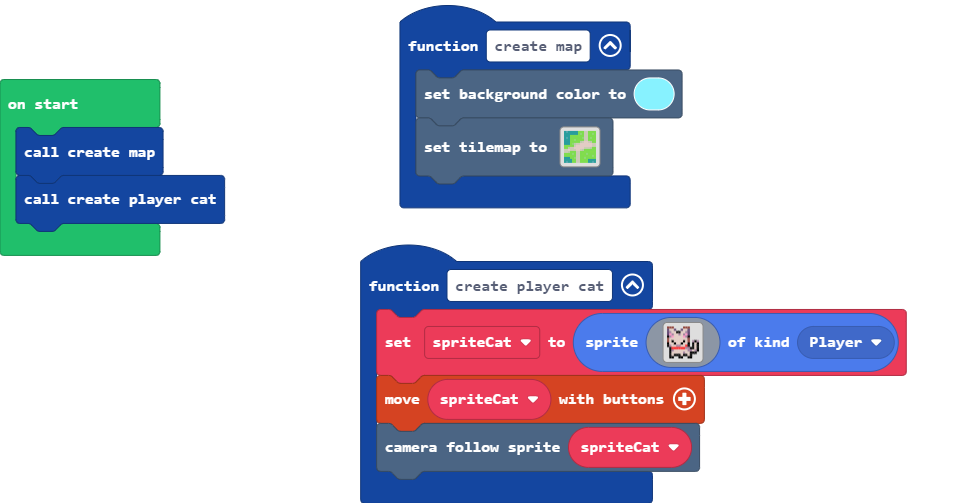 on start
call create map
call create player cat
function create map
set background color to
set tilemap to
function create player cat
set spriteCat to sprite of kind Player
move spriteCat with buttons
camera follow sprite spriteCat